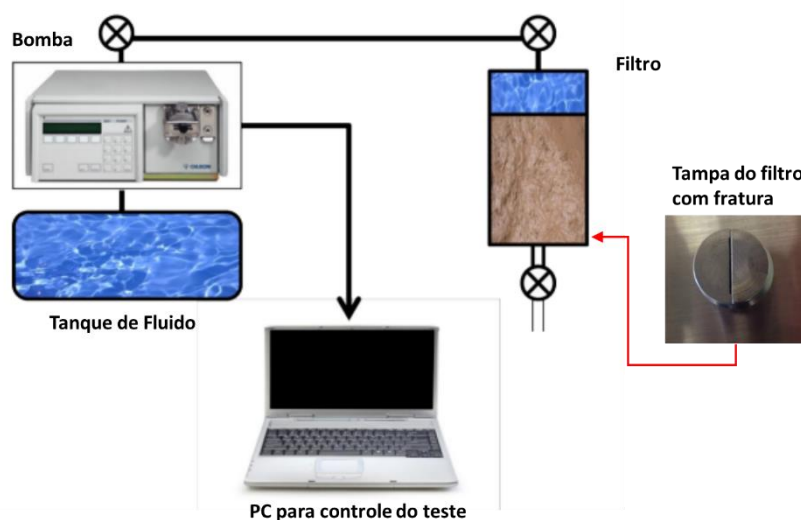 Bomba
Filtro
Tampa do filtro
com fratura
Tanque de Fluido
PC para controle do teste